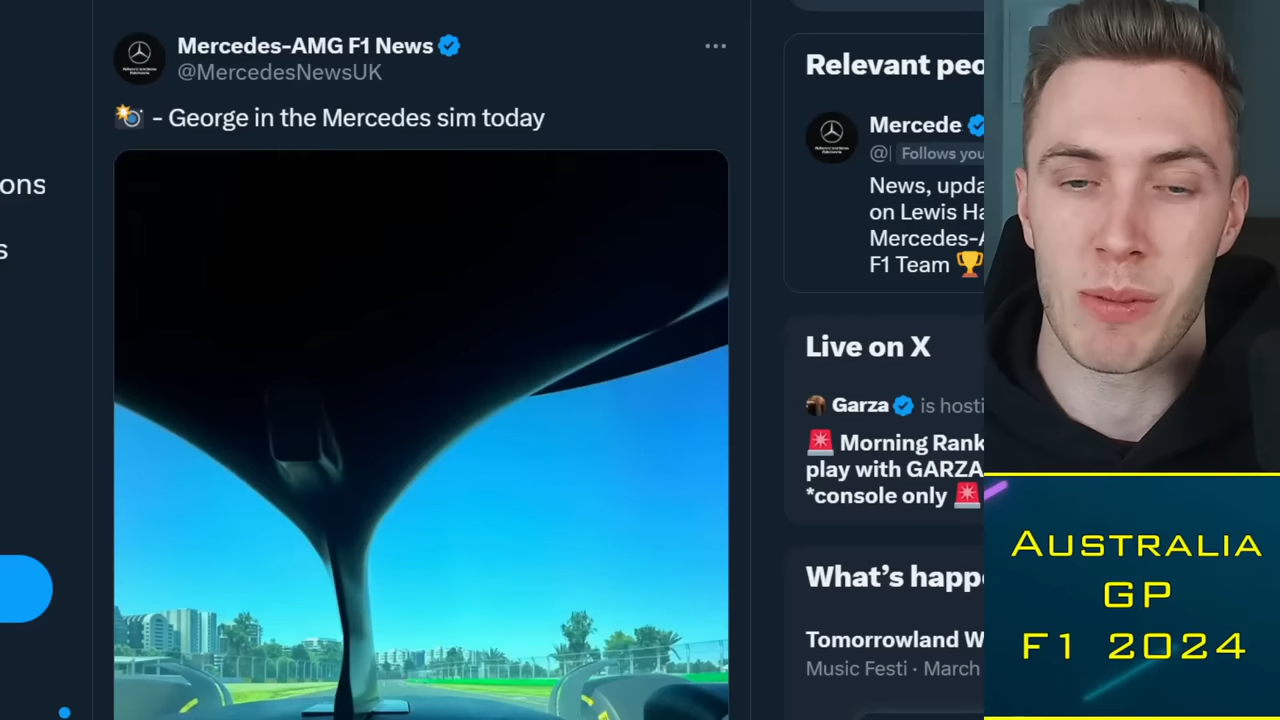 ons
s
Mercedes-AMG F1 News
@MercedesNewsUK
- George in the Mercedes sim today
Relevant peo
Mercede
@
Follows you
News, upda
on Lewis Ha
Mercedes-A
F1 Team
Live on X
Garza is hosti
Morning Rank
play with GARZA
*console only
What's happe
Tomorrowland W
Music Festi · March
AUSTRALIA
GP
F1 2024